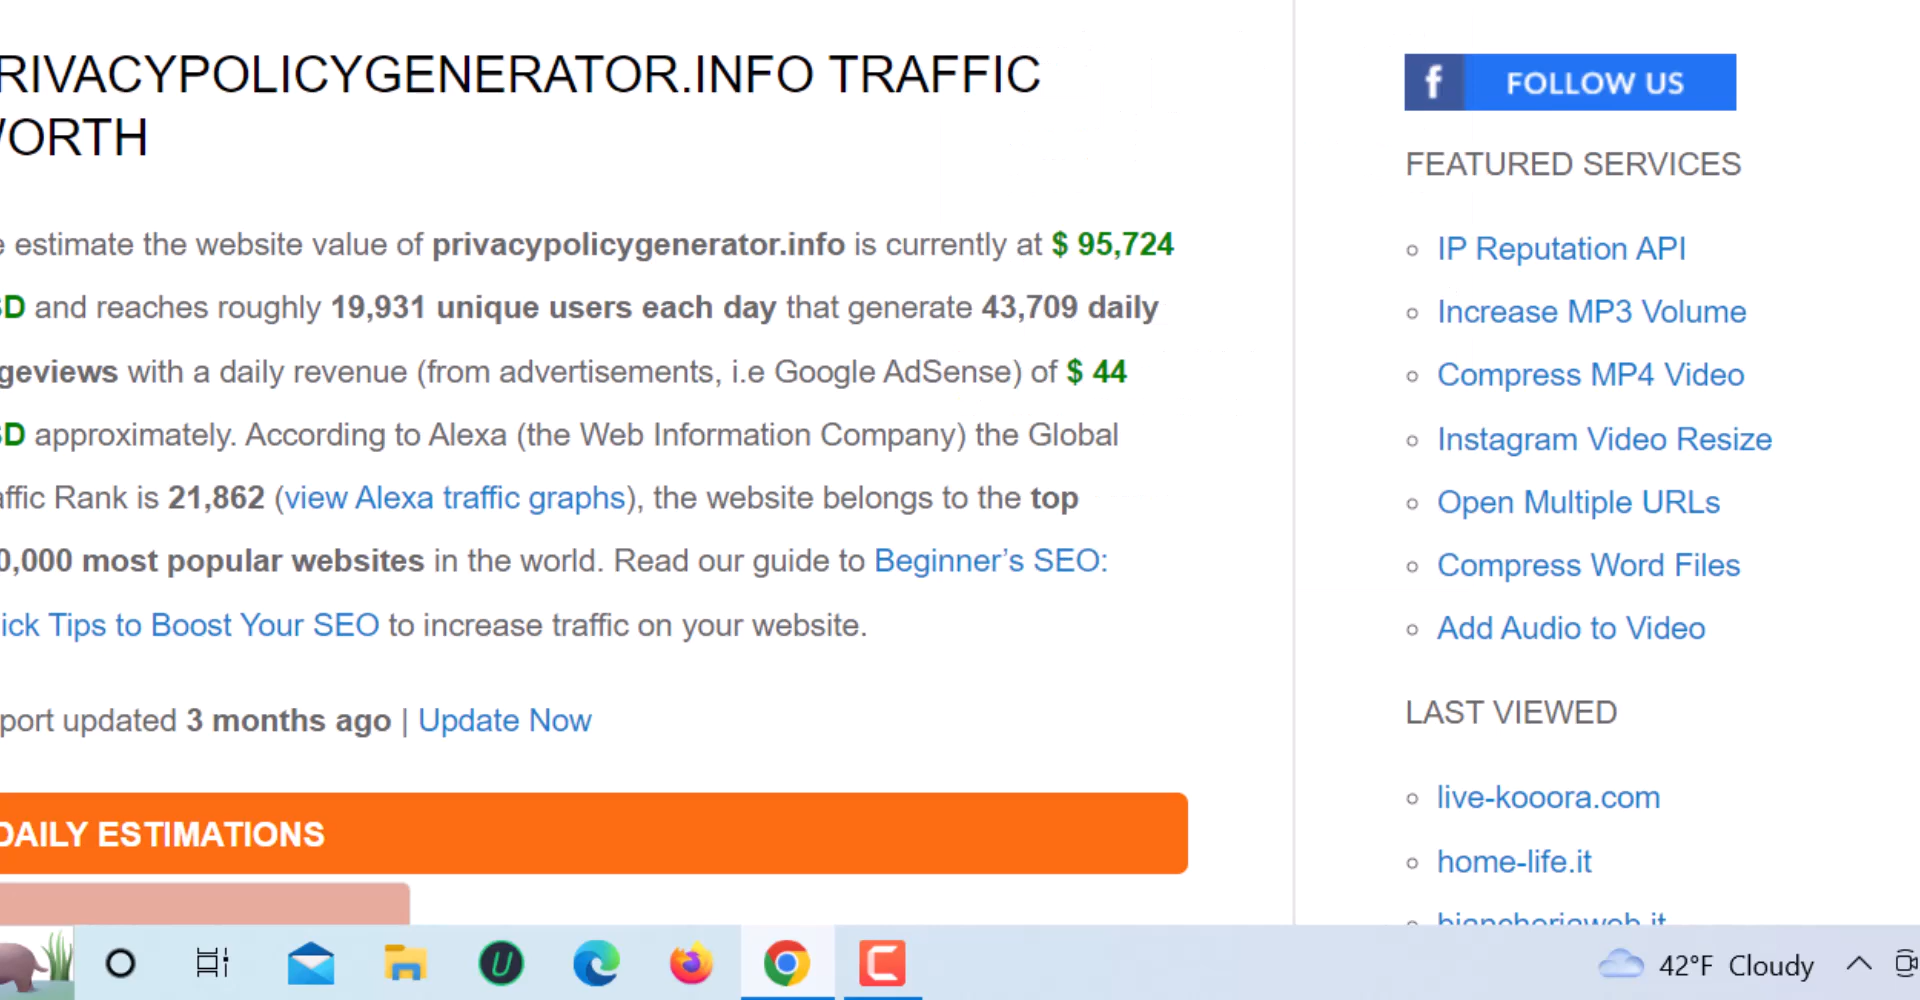 RIVACYPOLICYGENERATOR.INFO TRAFFIC
ORTH
e estimate the website value of privacypolicygenerator.info is currently at $ 95,724
SD and reaches roughly 19,931 unique users each day that generate 43,709 daily
geviews with a daily revenue (from advertisements, i.e Google AdSense) of $ 44
SD approximately. According to Alexa (the Web Information Company) the Global
affic Rank is 21,862 (view Alexa traffic graphs), the website belongs to the top
0,000 most popular websites in the world. Read our guide to Beginner’s SEO:
ick Tips to Boost Your SEO to increase traffic on your website.
port updated 3 months ago | Update Now
DAILY ESTIMATIONS
f FOLLOW US
FEATURED SERVICES
IP Reputation API
Increase MP3 Volume
Compress MP4 Video
Instagram Video Resize
Open Multiple URLs
Compress Word Files
Add Audio to Video
LAST VIEWED
live-kooora.com
home-life.it
U
42°F Cloudy